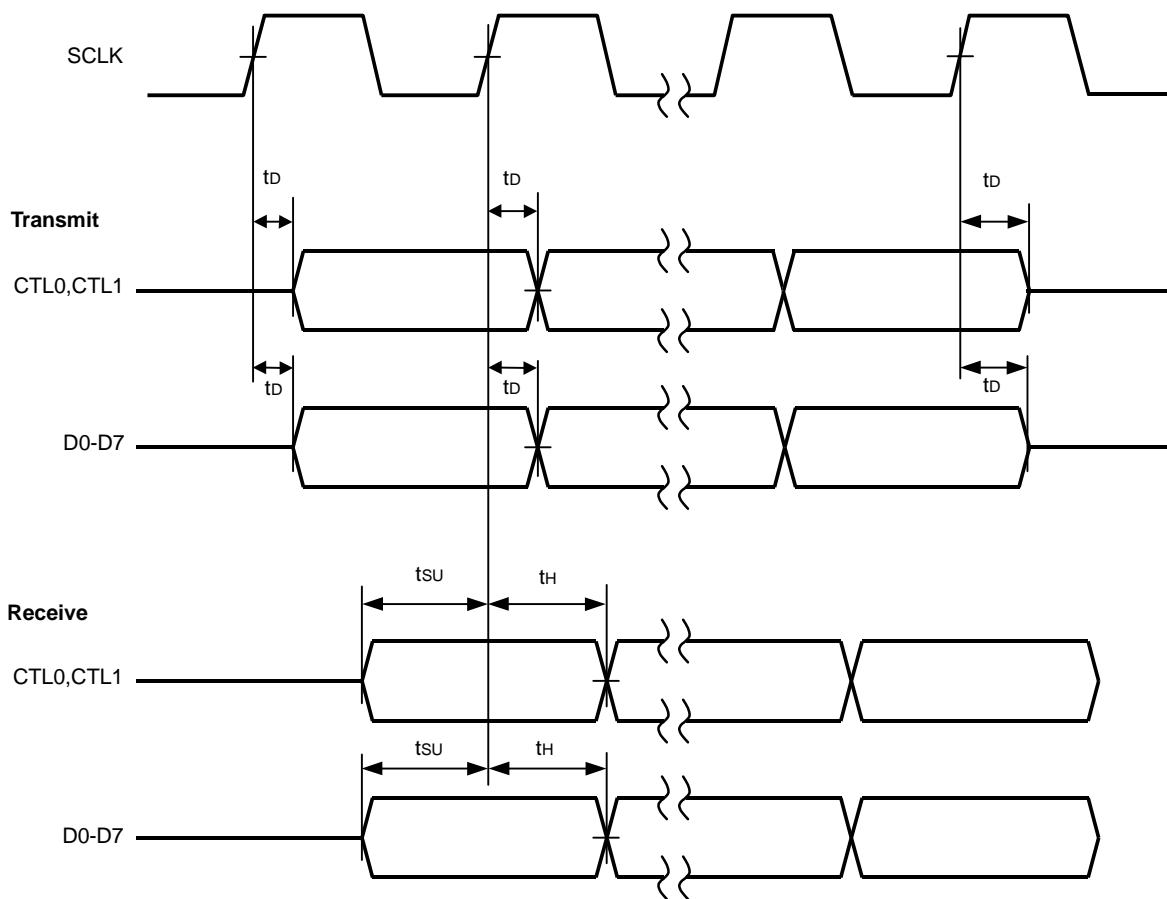 SCLK
tD
tD
tD
Transmit
CTL0,CTL1
tD
tD
tD
D0-D7
tSU
tH
Receive
CTL0,CTL1
tSU
tH
D0-D7